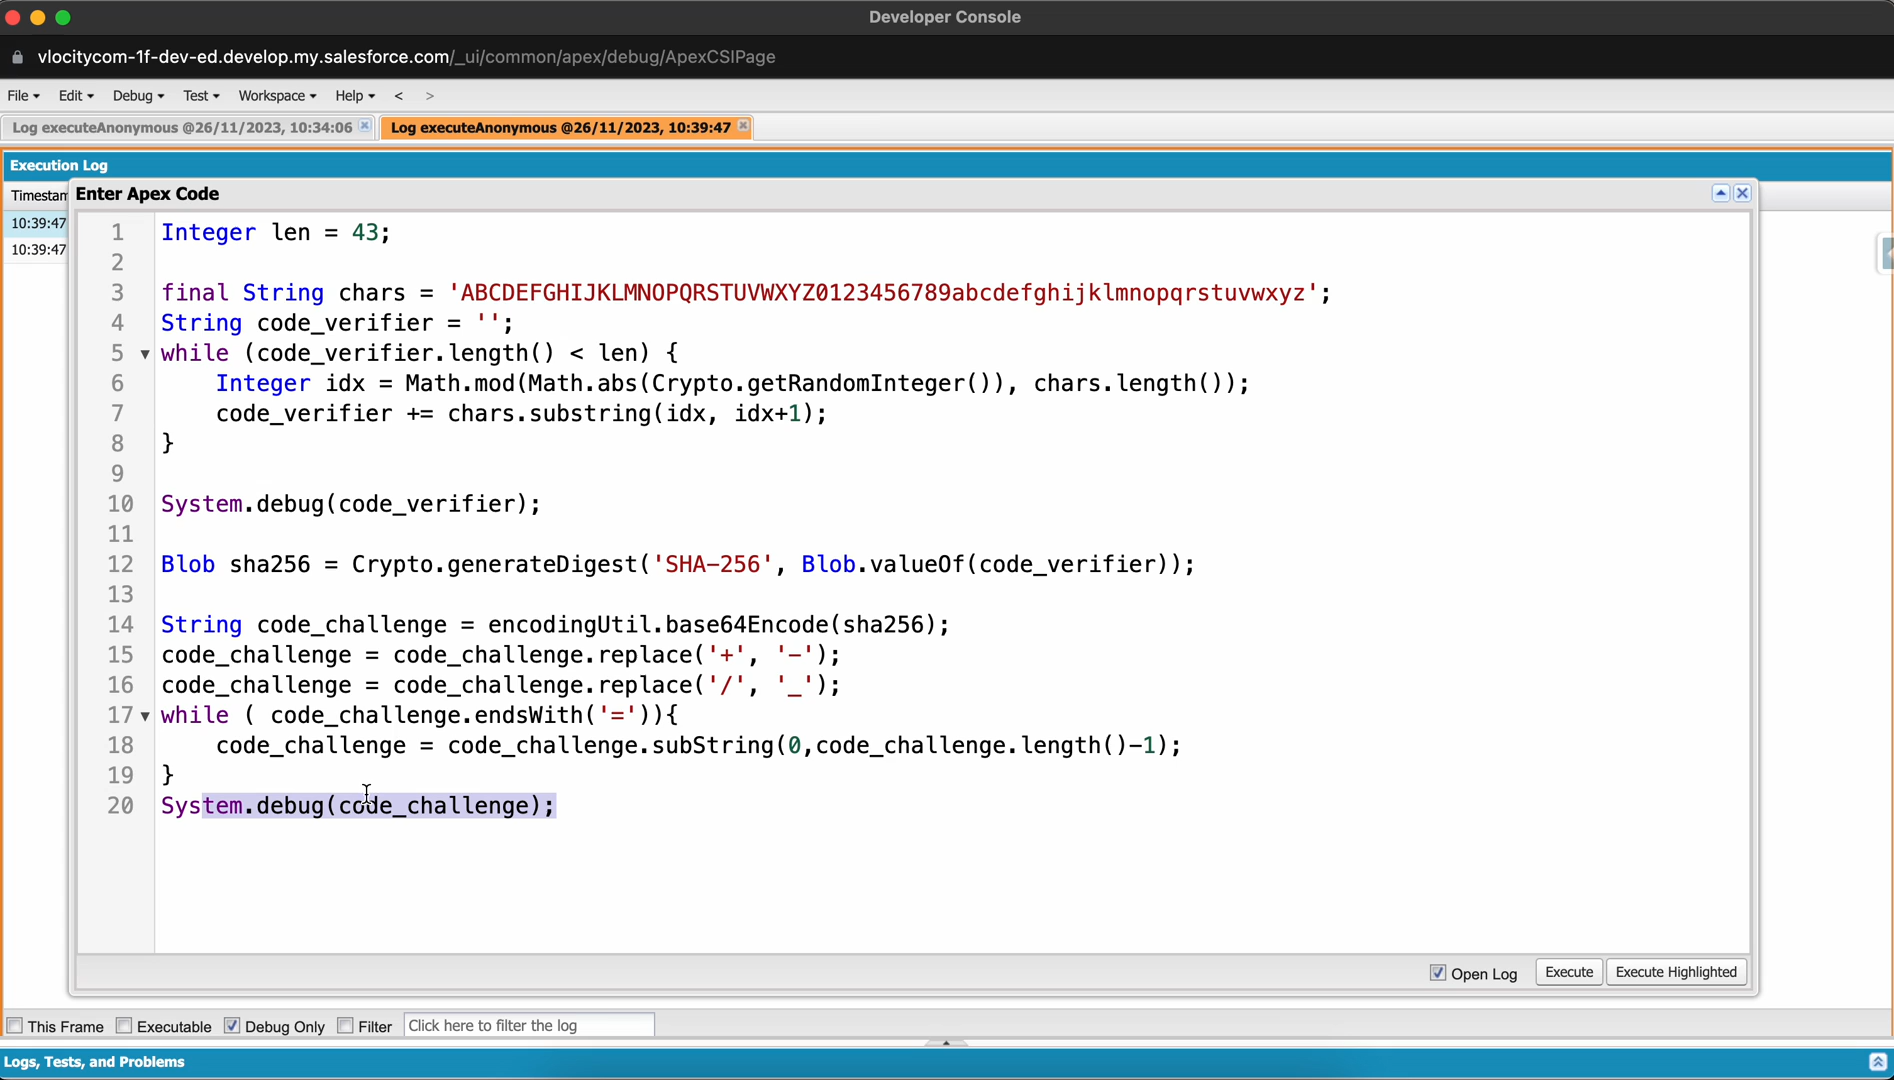 Developer Console
vlocitycom-1f-dev-ed.develop.my.salesforce.com/_ui/common/apex/debug/ApexCSIPage
File Edit Debug Test Workspace Help < >
Log executeAnonymous @26/11/2023, 10:34:06 Log executeAnonymous @26/11/2023, 10:39:47
Execution Log
Timestam
Enter Apex Code
10:39:47
10:39:47
1 Integer len = 43;
2
3 final String chars = 'ABCDEFGHIJKLMNOPQRSTUVWXYZ0123456789abcdefghijklmnopqrstuvwxyz';
4 String code_verifier = '';
5 while (code_verifier.length() < len) {
6     Integer idx = Math.mod(Math.abs(Crypto.getRandomInteger()), chars.length());
7     code_verifier += chars.substring(idx, idx+1);
8 }
9
10 System.debug(code_verifier);
11
12 Blob sha256 = Crypto.generateDigest('SHA-256', Blob.valueOf(code_verifier));
13
14 String code_challenge = encodingUtil.base64Encode(sha256);
15 code_challenge = code_challenge.replace('+', '-');
16 code_challenge = code_challenge.replace('/', '_');
17 while ( code_challenge.endsWith('=')){
18     code_challenge = code_challenge.subString(0,code_challenge.length()-1);
19 }
20 System.debug(code_challenge);
Open Log Execute Execute Highlighted
This Frame Executable Debug Only Filter Click here to filter the log
Logs, Tests, and Problems